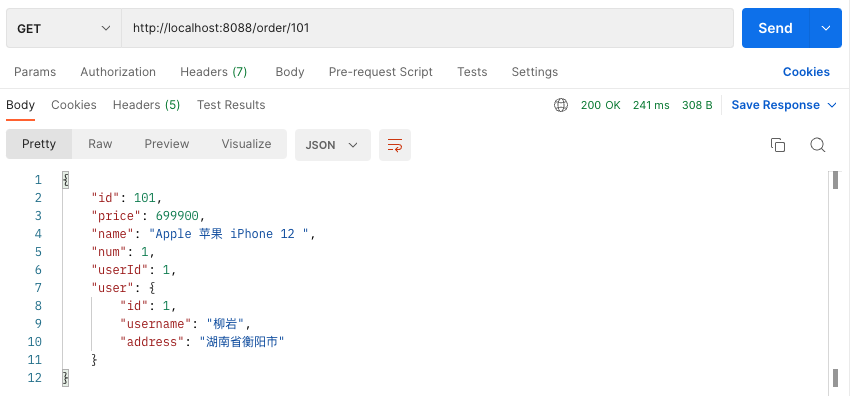 GET http://localhost:8088/order/101 Send
Params Authorization Headers (7) Body Pre-request Script Tests Settings Cookies
Body Cookies Headers (5) Test Results 200 OK 241 ms 308 B Save Response
Pretty Raw Preview Visualize JSON
1 {
2 "id": 101,
3 "price": 699900,
4 "name": "Apple 苹果 iPhone 12 ",
5 "num": 1,
6 "userId": 1,
7 "user": {
8 "id": 1,
9 "username": "柳岩",
10 "address": "湖南省衡阳市"
11 }
12 }